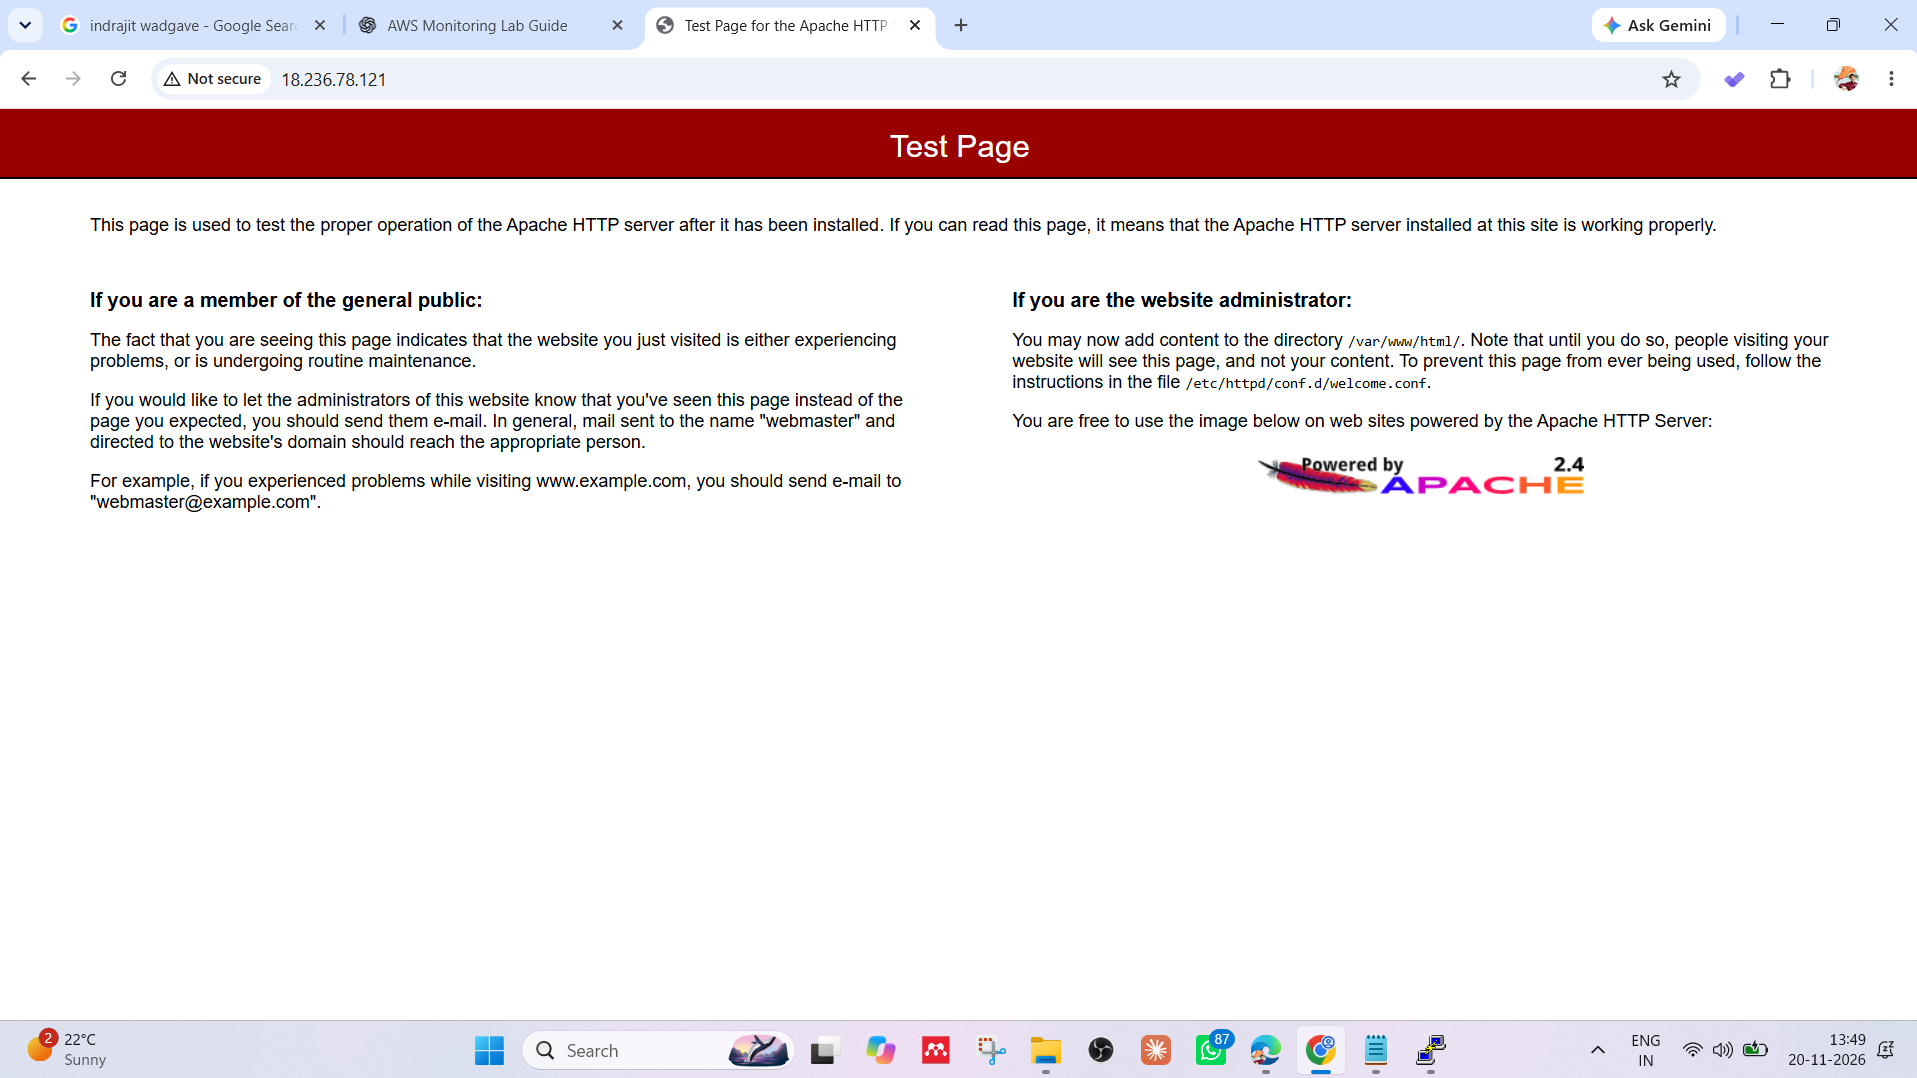 indrajit wadgave - Google Sear
AWS Monitoring Lab Guide
Test Page for the Apache HTTP
Ask Gemini
Not secure
18.236.78.121
Test Page
This page is used to test the proper operation of the Apache HTTP server after it has been installed. If you can read this page, it means that the Apache HTTP server installed at this site is working properly.
If you are a member of the general public:
The fact that you are seeing this page indicates that the website you just visited is either experiencing
problems, or is undergoing routine maintenance.
If you would like to let the administrators of this website know that you've seen this page instead of the
page you expected, you should send them e-mail. In general, mail sent to the name "webmaster" and
directed to the website's domain should reach the appropriate person.
For example, if you experienced problems while visiting www.example.com, you should send e-mail to
"webmaster@example.com".
If you are the website administrator:
You may now add content to the directory /var/www/html/. Note that until you do so, people visiting your
website will see this page, and not your content. To prevent this page from ever being used, follow the
instructions in the file /etc/httpd/conf.d/welcome.conf.
You are free to use the image below on web sites powered by the Apache HTTP Server:
Powered by 2.4
APACHE
2
22°C
Sunny
Search
87
ENG
IN
13:49
20-11-2026